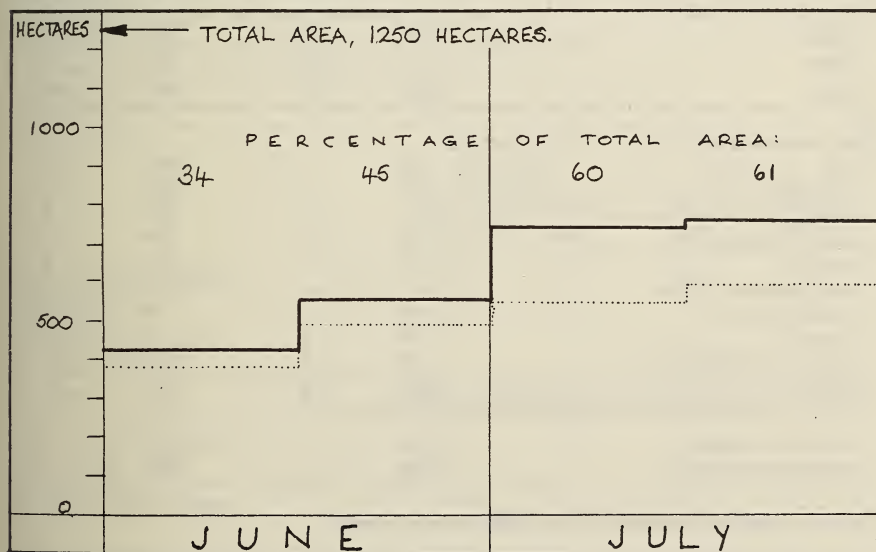 HECTARES
TOTAL AREA, 1250 HECTARES.
1000
PERCENTAGE OF TOTAL AREA:
34 45 60 61
500
0
JUNE JULY